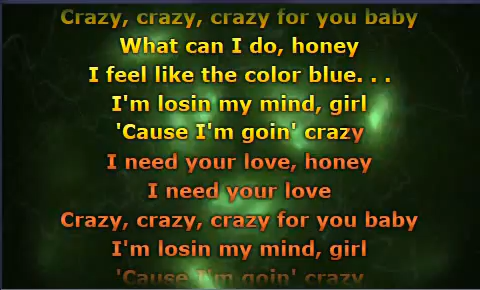 Crazy, crazy, crazy for you baby
What can I do, honey
I feel like the color blue. . .
I'm losin my mind, girl
'Cause I'm goin' crazy
I need your love, honey
I need your love
Crazy, crazy, crazy for you baby
I'm losin my mind, girl
'Cause I'm goin' crazy